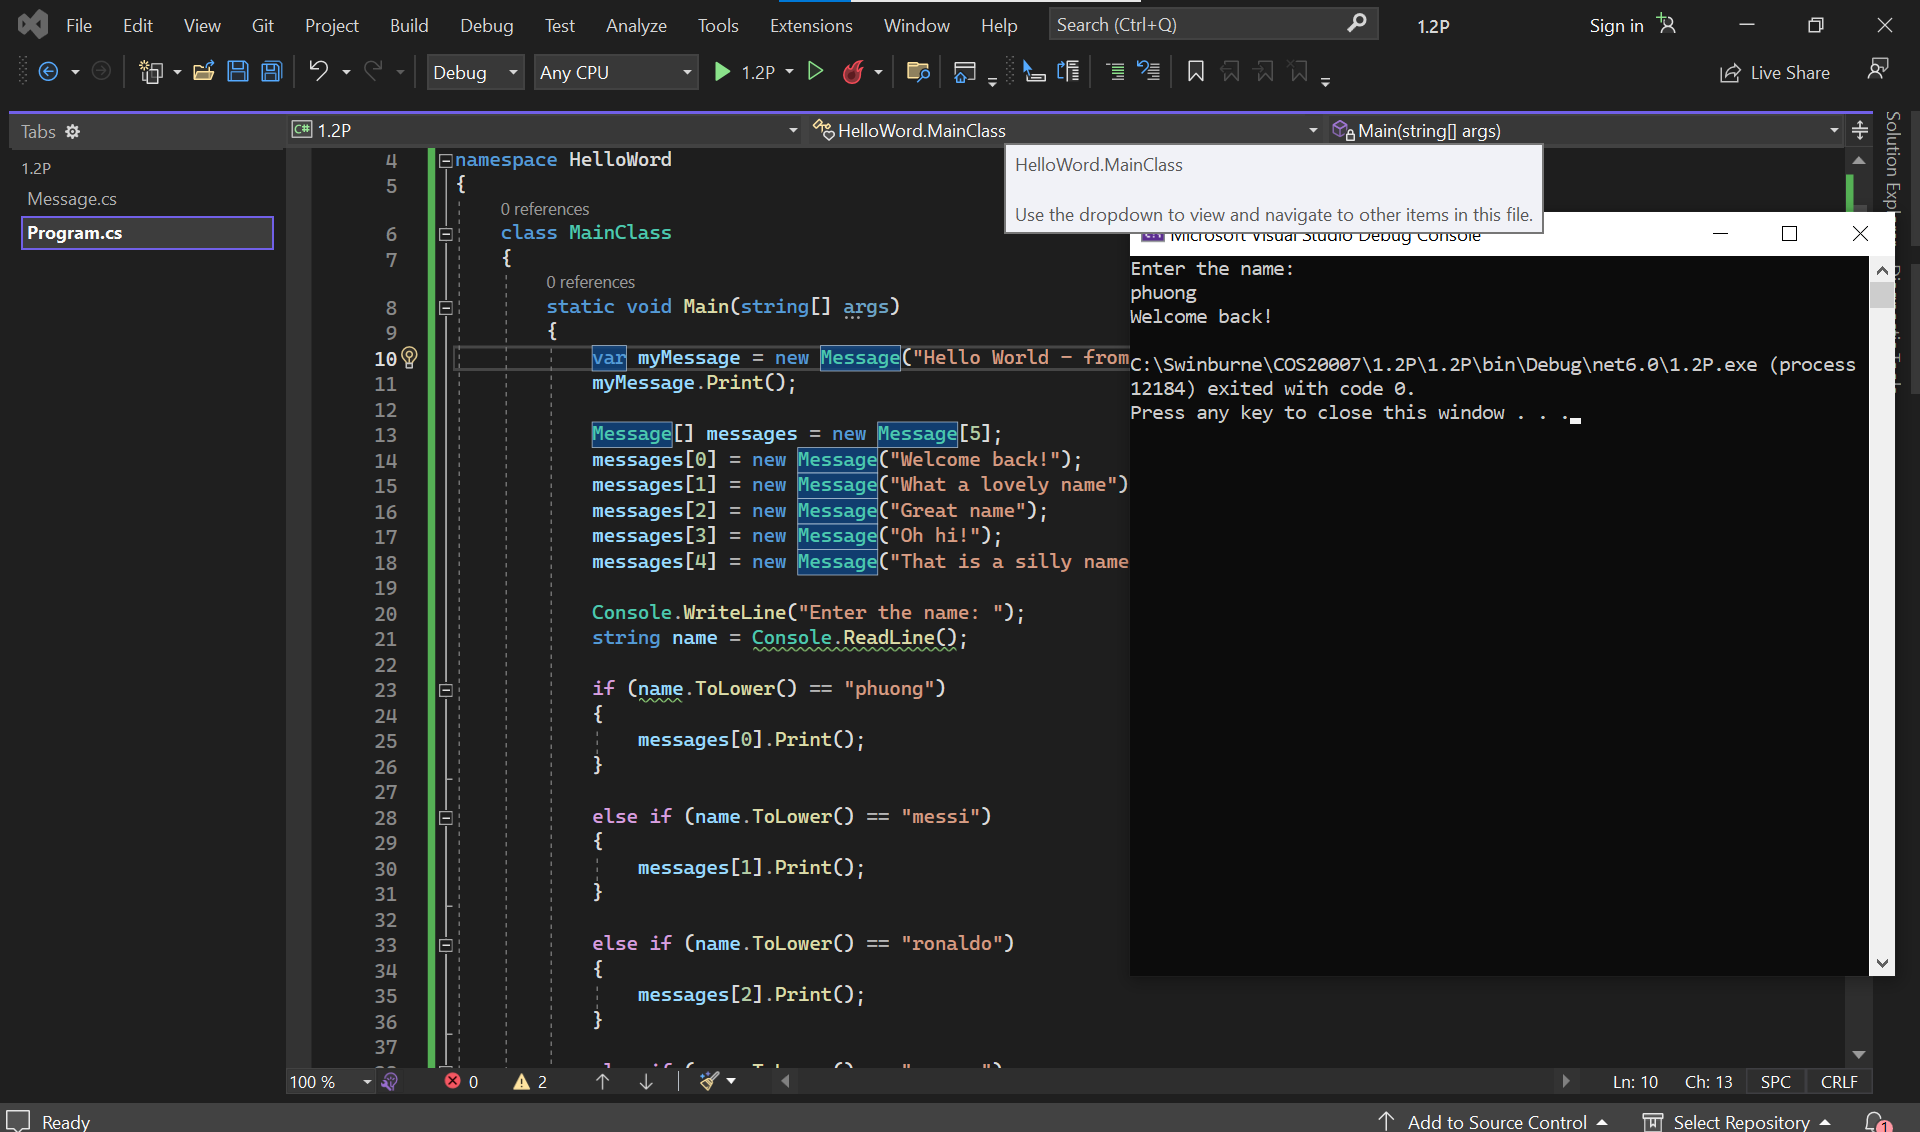 File Edit View Git Project Build Debug Test Analyze Tools Extensions Window Help Search (Ctrl+Q) 1.2P Sign in
Debug Any CPU 1.2P Live Share
Tabs
C# 1.2P HelloWord.MainClass Main(string[] args)
HelloWord.MainClass
Use the dropdown to view and navigate to other items in this file.
1.2P
Message.cs
Program.cs
4 namespace HelloWord
5 {
0 references
6 class MainClass
7 {
0 references
8 static void Main(string[] args)
9 {
10 var myMessage = new Message("Hello World - from
11 myMessage.Print();
12
13 Message[] messages = new Message[5];
14 messages[0] = new Message("Welcome back!");
15 messages[1] = new Message("What a lovely name")
16 messages[2] = new Message("Great name");
17 messages[3] = new Message("Oh hi!");
18 messages[4] = new Message("That is a silly name
19
20 Console.WriteLine("Enter the name: ");
21 string name = Console.ReadLine();
22
23 if (name.ToLower() == "phuong")
24 {
25 messages[0].Print();
26 }
27
28 else if (name.ToLower() == "messi")
29 {
30 messages[1].Print();
31 }
32
33 else if (name.ToLower() == "ronaldo")
34 {
35 messages[2].Print();
36 }
37
Microsoft Visual Studio Debug Console
Enter the name:
phuong
Welcome back!
C:\Swinburne\COS20007\1.2P\1.2P\bin\Debug\net6.0\1.2P.exe (process
12184) exited with code 0.
Press any key to close this window . . .
Solution Expl
100 % 0 2 Ln: 10 Ch: 13 SPC CRLF
Ready Add to Source Control Select Repository 1